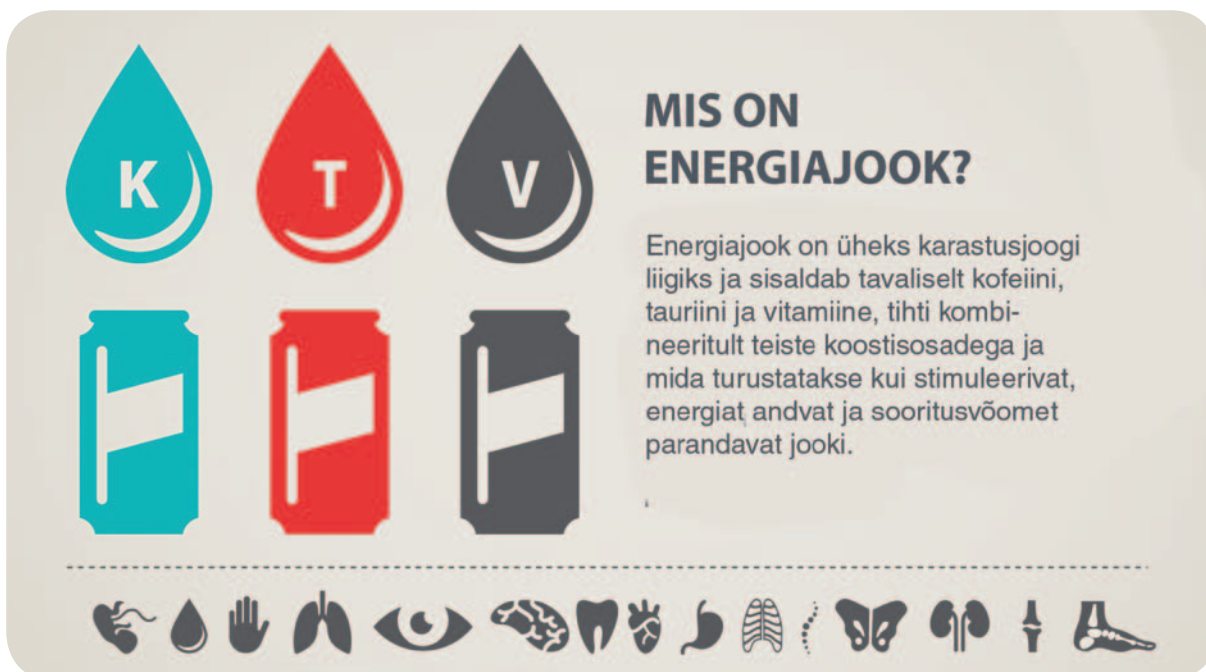 K T V
MIS ON
ENERGIAJOOK?
Energiajook on üheks karastusjoogi
liigiks ja sisaldab tavaliselt kofeiini,
tauriini ja vitamiine, tihti kombi-
neeritult teiste koostisosadega ja
mida turustatakse kui stimuleerivat,
energiat andvat ja sooritusvõomet
parandavat jooki.